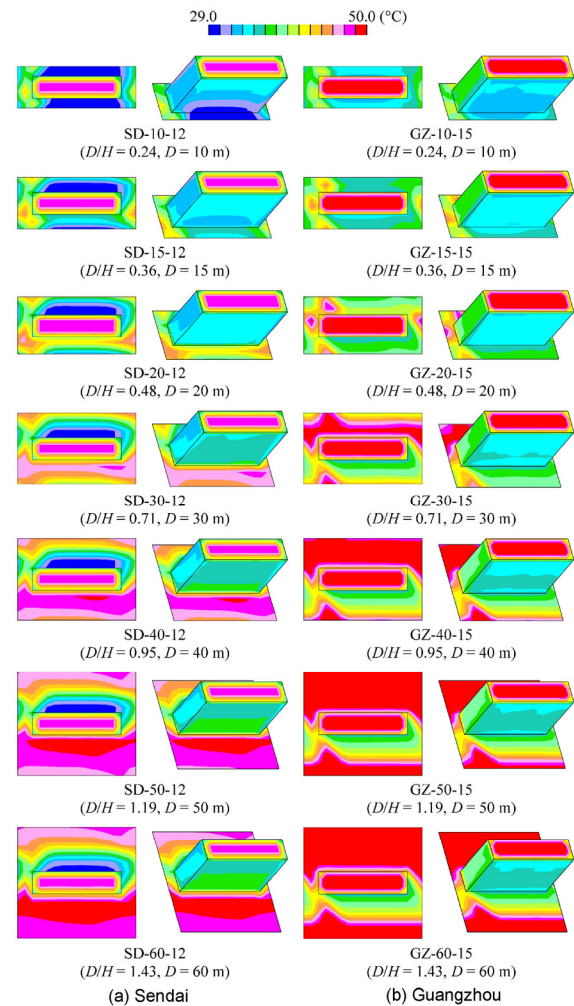 29.0 50.0 (°C)
SD-10-12 GZ-10-15
(D/H = 0.24, D = 10 m) (D/H = 0.24, D = 10 m)
SD-15-12 GZ-15-15
(D/H = 0.36, D = 15 m) (D/H = 0.36, D = 15 m)
SD-20-12 GZ-20-15
(D/H = 0.48, D = 20 m) (D/H = 0.48, D = 20 m)
SD-30-12 GZ-30-15
(D/H = 0.71, D = 30 m) (D/H = 0.71, D = 30 m)
SD-40-12 GZ-40-15
(D/H = 0.95, D = 40 m) (D/H = 0.95, D = 40 m)
SD-50-12 GZ-50-15
(D/H = 1.19, D = 50 m) (D/H = 1.19, D = 50 m)
SD-60-12 GZ-60-15
(D/H = 1.43, D = 60 m) (D/H = 1.43, D = 60 m)
(a) Sendai (b) Guangzhou